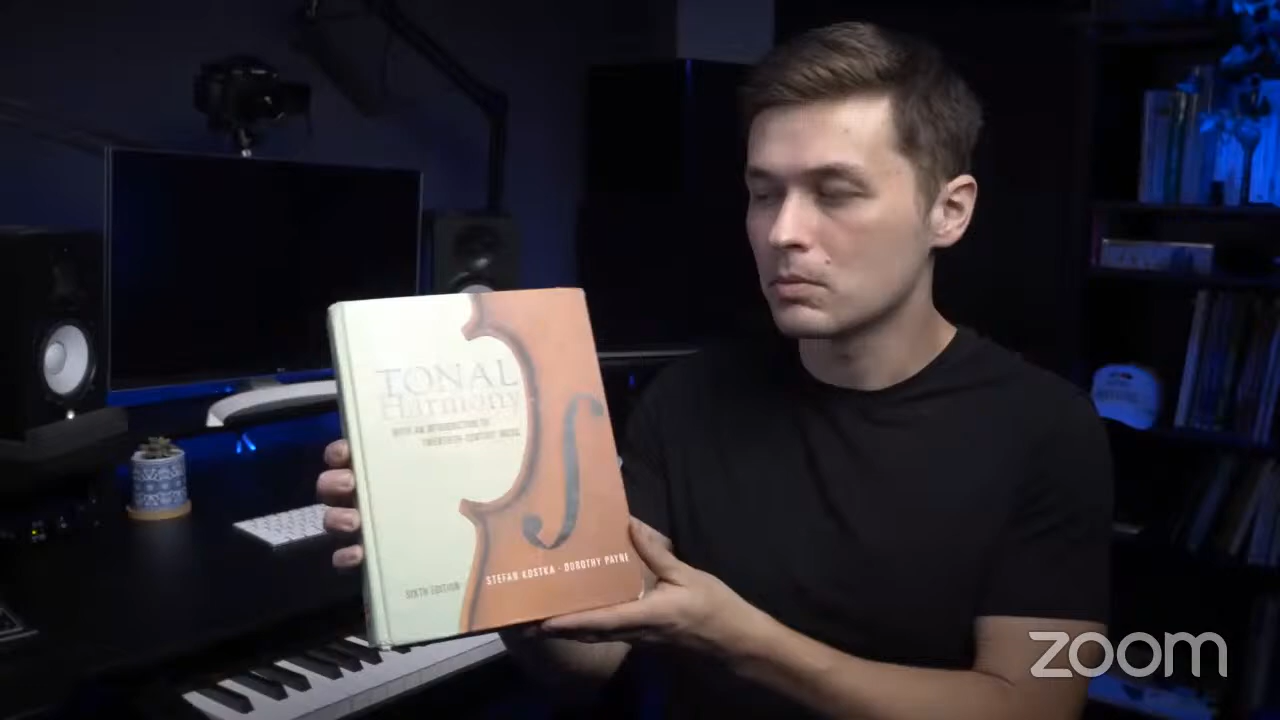 TONAL
Harmony
WITH AN INTRODUCTION TO
TWENTIETH-CENTURY MUSIC
STEFAN KOSTKA · DOROTHY PAYNE
SIXTH EDITION
zoom